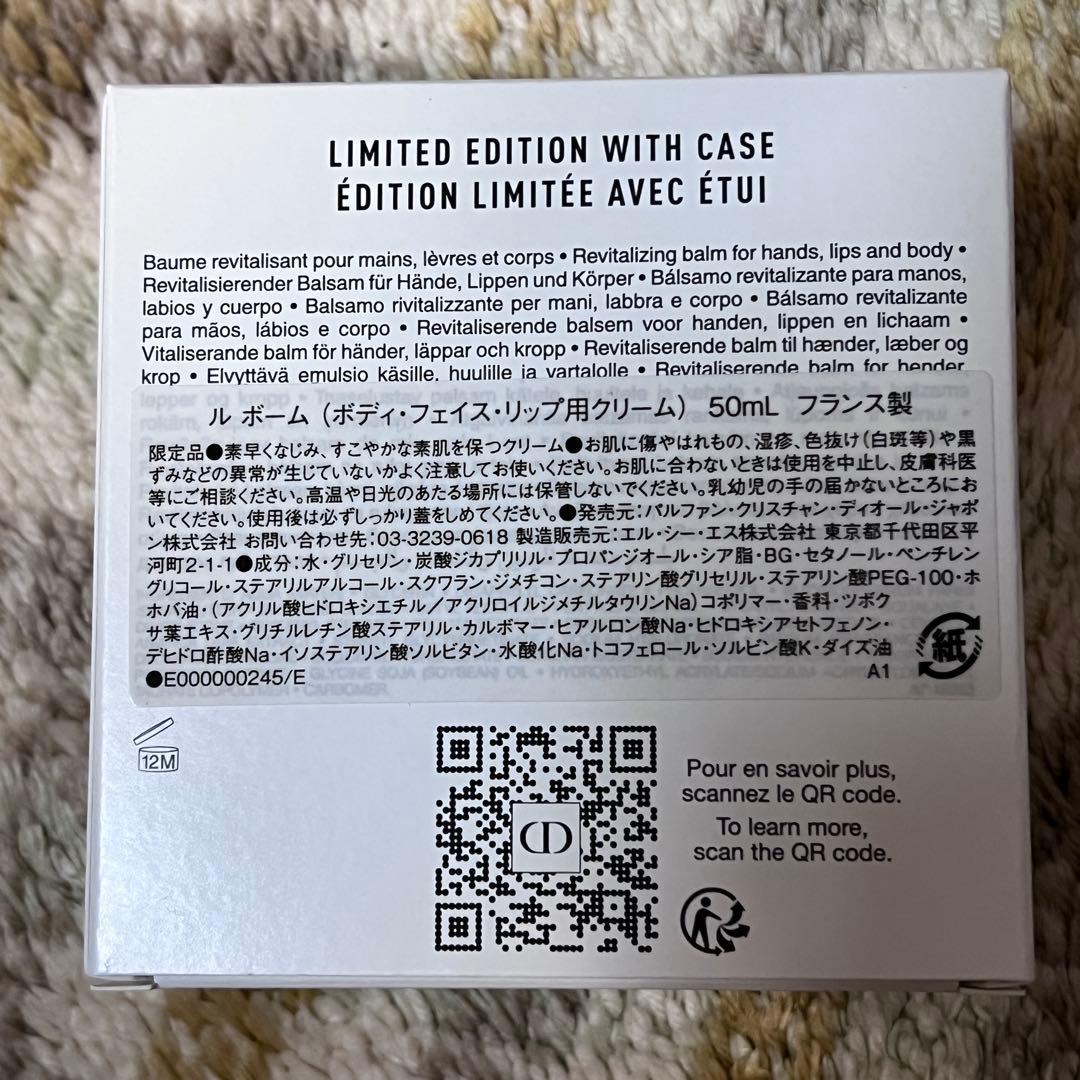 LIMITED EDITION WITH CASE
ÉDITION LIMITÉE AVEC ÉTUI
Baume revitalisant pour mains, lèvres et corps • Revitalizing balm for hands, lips and body •
Revitalisierender Balsam für Hände, Lippen und Körper • Bálsamo revitalizante para manos,
labios y cuerpo • Balsamo rivitalizzante per mani, labbra e corpo • Bálsamo revitalizante
para mãos, lábios e corpo • Revitaliserende balsem voor handen, lippen en lichaam •
Vitaliserande balm för händer, läppar och kropp • Revitaliserende balm til hænder, læber og
krop • Elvyttävä emulsio käsille, huulille ja vartalolle • Revitaliserende balm for hender,
ル ボーム（ボディ・フェイス・リップ用クリーム） 50mL フランス製
限定品●素早くなじみ、すこやかな素肌を保つクリーム●お肌に傷やはれもの、湿疹、色抜け(白斑等)や黒
ずみなどの異常が生じていないかよく注意してお使いください。お肌に合わないときは使用を中止し、皮膚科医
等にご相談ください。高温や日光のあたる場所には保管しないでください。乳幼児の手の届かないところにお
いてください。使用後は必ずしっかり蓋をしめてください。●発売元：パルファン・クリスチャン・ディオール・ジャポ
ン株式会社 お問い合わせ先：03-3239-0618 製造販売元：エル・シー・エス株式会社 東京都千代田区平
河町2-1-1●成分：水・グリセリン・炭酸ジカプリリル・プロパンジオール・シア脂・BG・セタノール・ペンチレン
グリコール・ステアリルアルコール・スクワラン・ジメチコン・ステアリン酸グリセリル・ステアリン酸PEG-100・ホ
ホバ油・（アクリル酸ヒドロキシエチル／アクリロイルジメチルタウリンNa）コポリマー・香料・ツボク
サ葉エキス・グリチルレチン酸ステアリル・カルボマー・ヒアルロン酸Na・ヒドロキシアセトフェノン・
デヒドロ酢酸Na・イソステアリン酸ソルビタン・水酸化Na・トコフェロール・ソルビン酸K・ダイズ油
●E000000245/E A1
紙
12M
CD
Pour en savoir plus,
scannez le QR code.
To learn more,
scan the QR code.